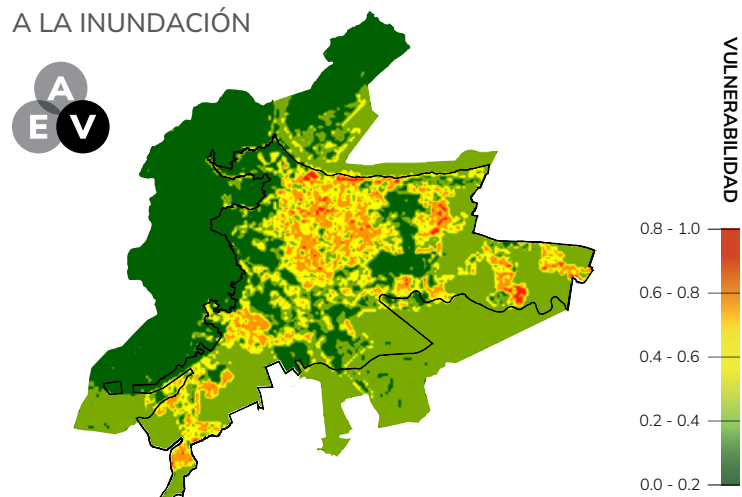 A LA INUNDACIÓN
A
E V
VULNERABILIDAD
0.8 - 1.0
0.6 - 0.8
0.4 - 0.6
0.2 - 0.4
0.0 - 0.2